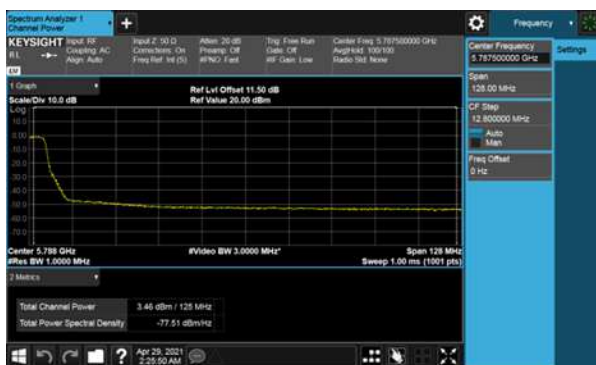 Spectrum Analyzer 1
Channel Power
Frequency
KEYSIGHT
Input: RF
Coupling: AC
Align: Auto
Input Z: 50 Ω
Corrections: On
Freq Ref: Int (S)
Atten: 20 dB
Preamp: Off
#PNO: Fast
Trig: Free Run
Gate: Off
#IF Gain: Low
Center Freq: 5.787500000 GHz
Avg|Hold: 100/100
Radio Std: None
RL
Center Frequency
5.787500000 GHz
Settings
Span
128.00 MHz
CF Step
12.800000 MHz
Auto
Man
Freq Offset
0 Hz
1 Graph
Scale/Div 10.0 dB
Ref Lvl Offset 11.50 dB
Ref Value 20.00 dBm
Log
10.0
0.00
Center 5.788 GHz
#Res BW 1.0000 MHz
#Video BW 3.0000 MHz*
Span 128 MHz
Sweep 1.00 ms (1001 pts)
2 Metrics
Total Channel Power 3.46 dBm / 125 MHz
Total Power Spectral Density -77.51 dBm/Hz
?
Apr 29, 2021
2:25:50 AM